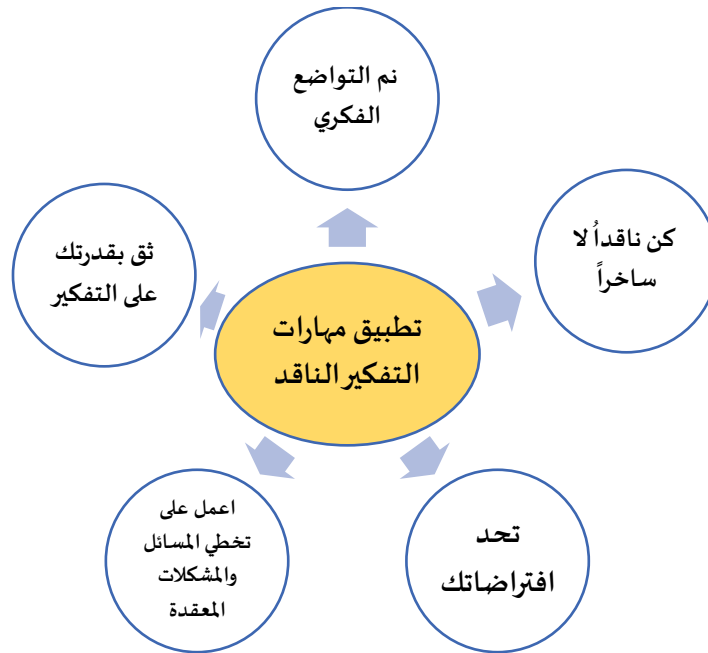 نم التواضع
الفكري
كن ناقداُ لا
ساخراً
ثق بقدرتك
على التفكير
تطبيق مهارات
التفكير الناقد
تحد
افتراضاتك
اعمل على
تخطي المسائل
والمشكلات
المعقدة